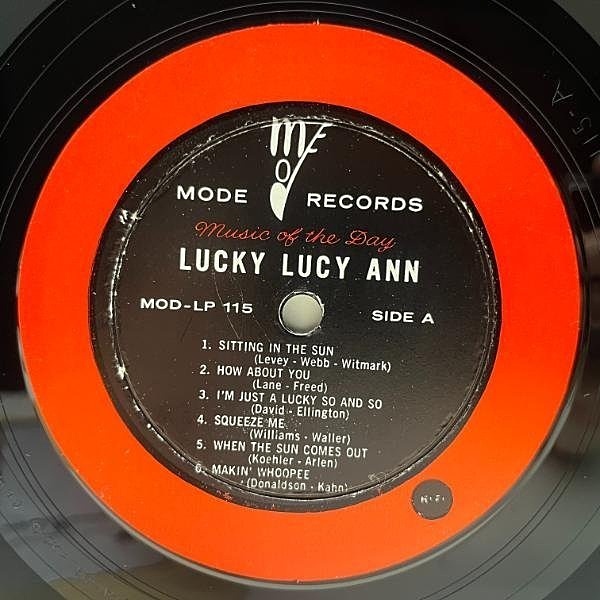 mode
MODE RECORDS
Music of the Day
LUCKY LUCY ANN
MOD-LP 115 SIDE A
1. SITTING IN THE SUN
(Levey - Webb - Witmark)
2. HOW ABOUT YOU
(Lane - Freed)
3. I'M JUST A LUCKY SO AND SO
(David - Ellington)
4. SQUEEZE ME
(Williams - Waller)
5. WHEN THE SUN COMES OUT
(Koehler - Arlen)
6. MAKIN' WHOOPEE
(Donaldson - Kahn)